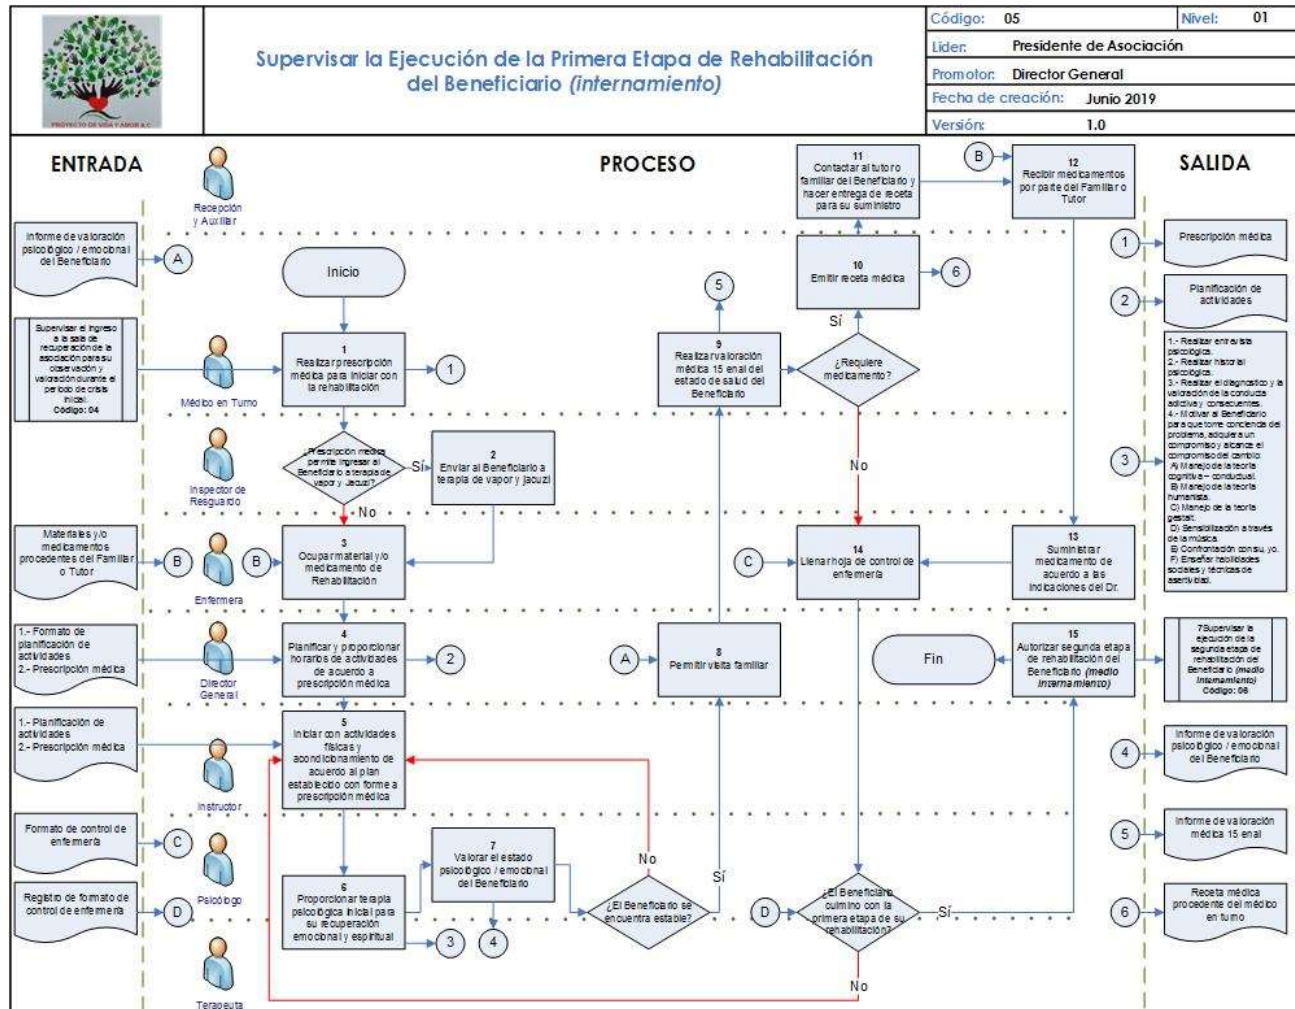 PROYECTO DE VIDA Y AMOR A.C.
Supervisar la Ejecución de la Primera Etapa de Rehabilitación
del Beneficiario (internamiento)
Código: 05
Nivel: 01
Lider: Presidente de Asociación
Promotor: Director General
Fecha de creación: Junio 2019
Versión: 1.0
ENTRADA
PROCESO
SALIDA
Recepción
y Auxiliar
Médico en Turno
Inspector de
Resguardo
Enfermera
Director
General
Instructor
Psicólogo
Terapeuta
Informe de valoración
psicológico / emocional
del Beneficiario
A
Supervisar el ingreso
a la sala de
recuperación de la
asociación para su
observación y
valoración durante el
periodo de crisis
inicial.
Código: 04
Materiales y/o
medicamentos
procedentes del Familiar
o Tutor
B
1.- Formato de
planificación de
actividades
2.- Prescripción médica
1.- Planificación de
actividades
2.- Prescripción médica
Formato de control de
enfermería
C
Registro de formato de
control de enfermería
D
Inicio
1
Realizar prescripción
médica para iniciar con
la rehabilitación
1
¿Prescripción medica
permite ingresar al
Beneficiario a terapia de
vapor y Jacuzi?
Sí
No
2
Enviar al Beneficiario a
terapia de vapor y jacuzi
B
3
Ocupar material y/o
medicamento de
Rehabilitación
4
Planificar y proporcionar
horarios de actividades
de acuerdo a
prescripción médica
2
5
Iniciar con actividades
físicas y
acondicionamiento de
acuerdo al plan
establecido con forme a
prescripción médica
6
Proporcionar terapia
psicológica inicial para
su recuperación
emocional y espiritual
3
7
Valorar el estado
psicológico / emocional
del Beneficiario
4
¿El Beneficiario se
encuentra estable?
No
Sí
A
8
Permitir visita familiar
9
Realizar valoración
médica 15 enal del
estado de salud del
Beneficiario
5
¿Requiere
medicamento?
Sí
No
10
Emitir receta médica
6
11
Contactar al tutor o
familiar del Beneficiario y
hacer entrega de receta
para su suministro
B
12
Recibir medicamentos
por parte del Familiar o
Tutor
13
Suministrar
medicamento de
acuerdo a las
indicaciones del Dr.
C
14
Llenar hoja de control de
enfermería
D
¿El Beneficiario
culmino con la
primera etapa de su
rehabilitación?
Sí
No
15
Autorizar segunda etapa
de rehabilitación del
Beneficiario (medio
internamiento)
Fin
1
Prescripción médica
2
Planificación de
actividades
3
1.- Realizar entrevista
psicológica.
2.- Realizar historial
psicológica.
3.- Realizar el diagnostico y la
valoración de la conducta
adictiva y consecuentes.
4.- Motivar al Beneficiario
para que tome conciencia del
problema, adquiera un
compromiso y alcance el
compromiso del cambio:
A) Manejo de la teoría
cognitiva – conductual.
B) Manejo de la teoría
humanista.
C) Manejo de la teoría
gestalt.
D) Sensibilización a través
de la música.
E) Confrontación con su, yo.
F) Enseñar habilidades
sociales y técnicas de
asertividad.
7Supervisar la
ejecución de la
segunda etapa de
rehabilitación del
Beneficiario (medio
internamiento)
Código: 06
4
Informe de valoración
psicológico / emocional
del Beneficiario
5
Informe de valoración
médica 15 enal
6
Receta médica
procedente del médico
en turno